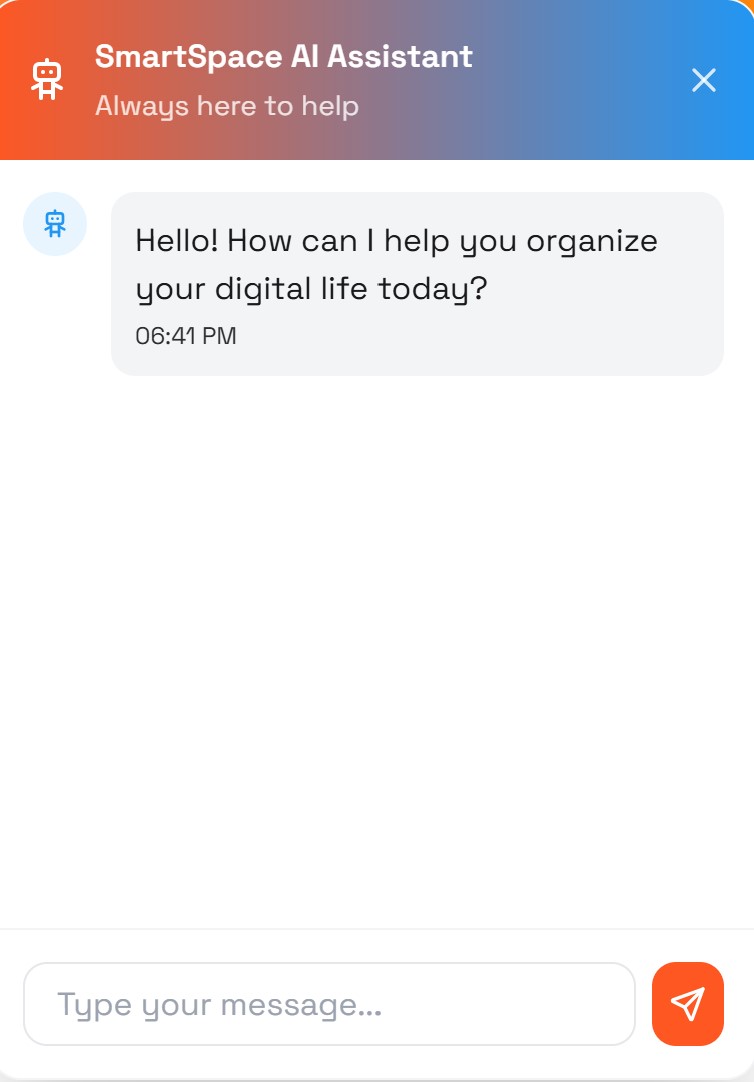 SmartSpace AI Assistant
Always here to help
Hello! How can I help you organize
your digital life today?
06:41 PM
Type your message...